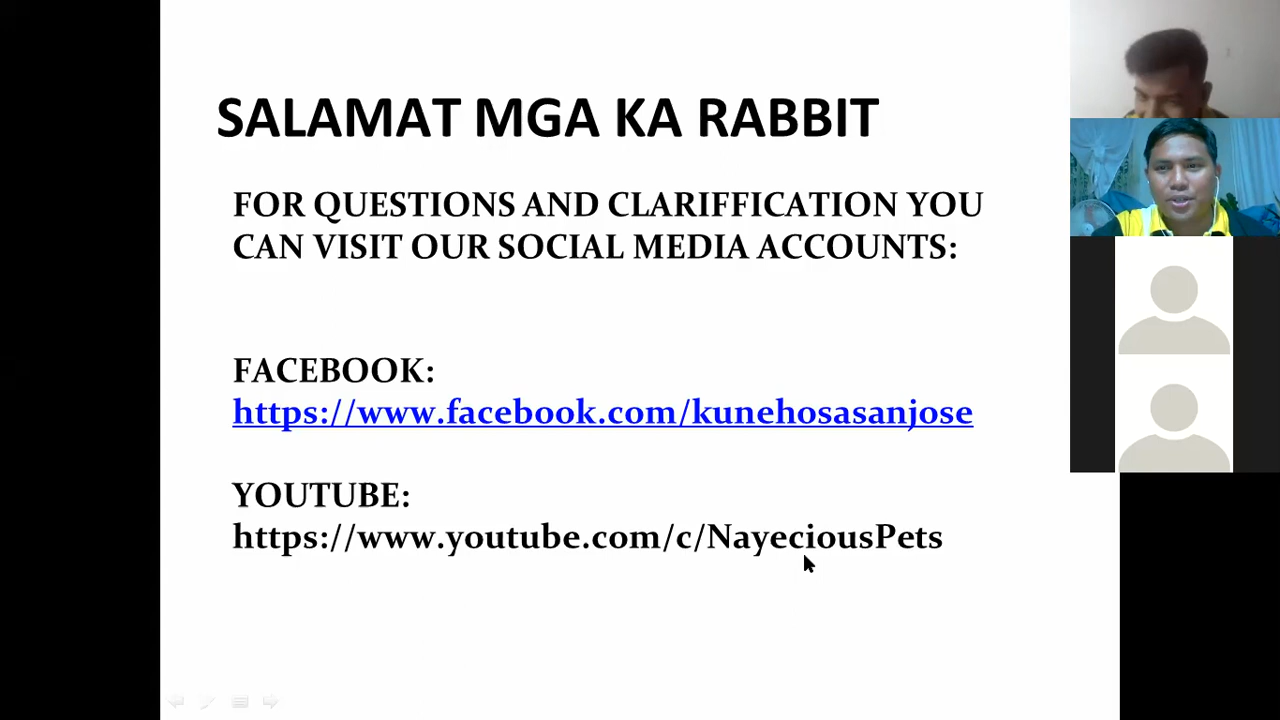 SALAMAT MGA KA RABBIT
FOR QUESTIONS AND CLARIFFICATION YOU
CAN VISIT OUR SOCIAL MEDIA ACCOUNTS:
FACEBOOK:
https://www.facebook.com/kunehosasanjose
YOUTUBE:
https://www.youtube.com/c/NayeciousPets